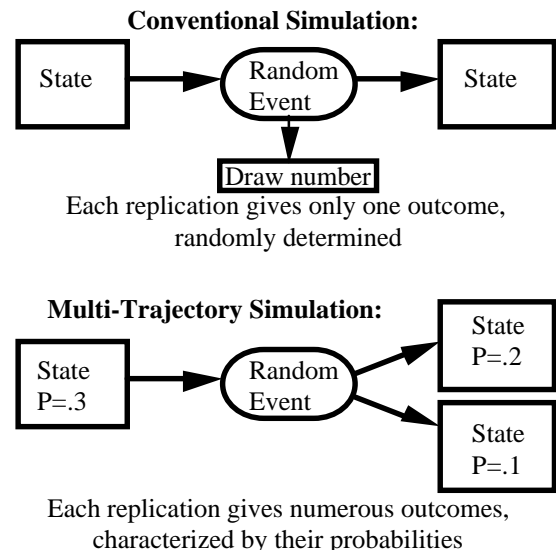 Conventional Simulation:
State
Random
Event
State
Draw number
Each replication gives only one outcome,
randomly determined
Multi-Trajectory Simulation:
State
P=.3
Random
Event
State
P=.2
State
P=.1
Each replication gives numerous outcomes,
characterized by their probabilities